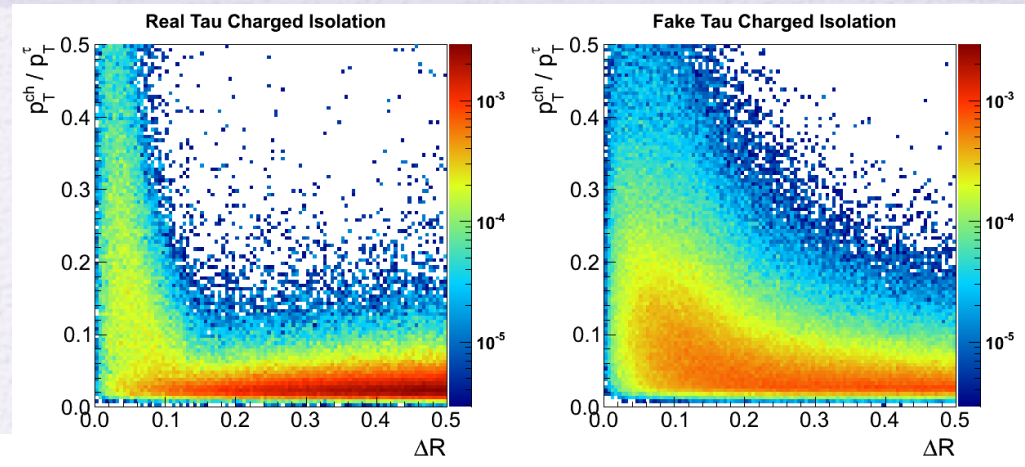 Real Tau Charged Isolation
p_T^ch / p_T^τ
0.5
0.4
0.3
0.2
0.1
0.0
0.0 0.1 0.2 0.3 0.4 0.5
ΔR
10⁻³
10⁻⁴
10⁻⁵
Fake Tau Charged Isolation
p_T^ch / p_T^τ
0.5
0.4
0.3
0.2
0.1
0.0
0.0 0.1 0.2 0.3 0.4 0.5
ΔR
10⁻³
10⁻⁴
10⁻⁵